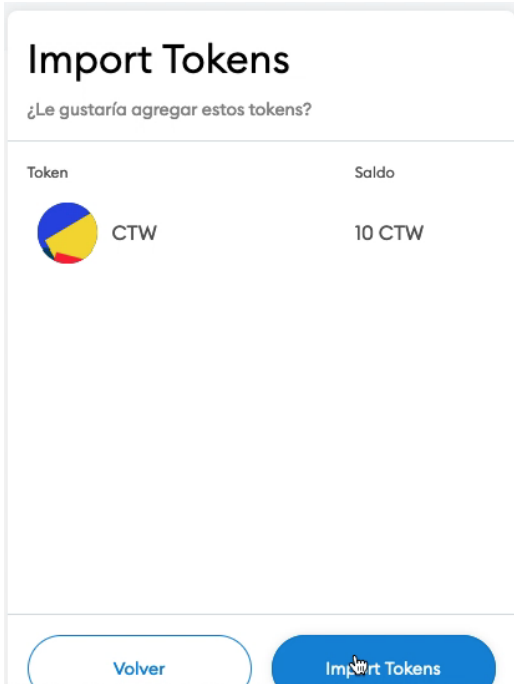 Import Tokens
¿Le gustaría agregar estos tokens?
Token Saldo
CTW 10 CTW
Volver Import Tokens